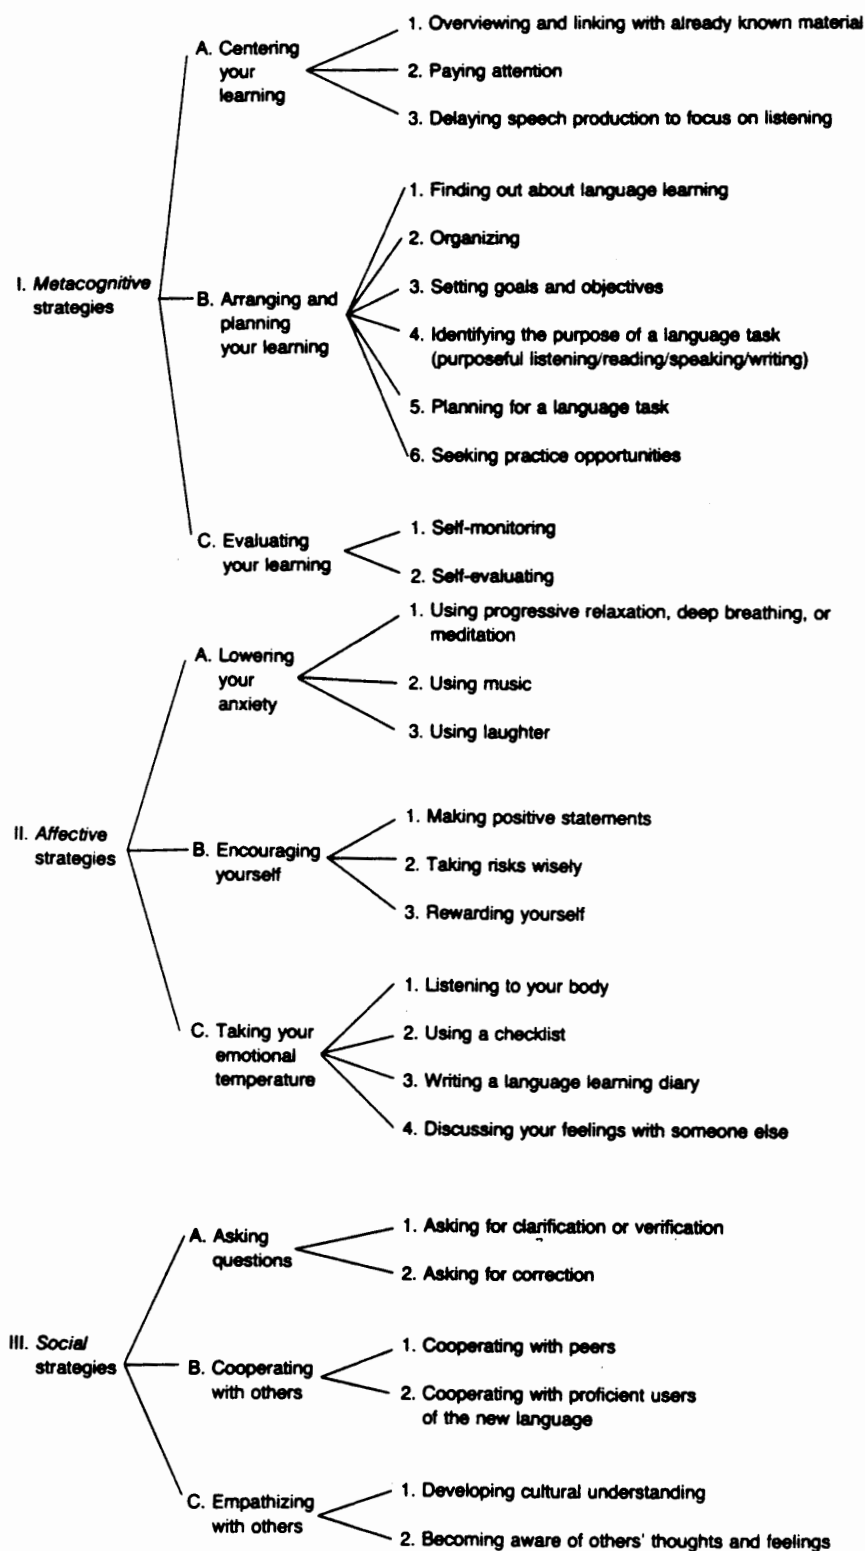 A. Centering
your
learning
1. Overviewing and linking with already known material
2. Paying attention
3. Delaying speech production to focus on listening
I. Metacognitive
strategies
B. Arranging and
planning
your learning
1. Finding out about language learning
2. Organizing
3. Setting goals and objectives
4. Identifying the purpose of a language task
(purposeful listening/reading/speaking/writing)
5. Planning for a language task
6. Seeking practice opportunities
C. Evaluating
your learning
1. Self-monitoring
2. Self-evaluating
A. Lowering
your
anxiety
1. Using progressive relaxation, deep breathing, or
meditation
2. Using music
3. Using laughter
II. Affective
strategies
B. Encouraging
yourself
1. Making positive statements
2. Taking risks wisely
3. Rewarding yourself
C. Taking your
emotional
temperature
1. Listening to your body
2. Using a checklist
3. Writing a language learning diary
4. Discussing your feelings with someone else
A. Asking
questions
1. Asking for clarification or verification
2. Asking for correction
III. Social
strategies
B. Cooperating
with others
1. Cooperating with peers
2. Cooperating with proficient users
of the new language
C. Empathizing
with others
1. Developing cultural understanding
2. Becoming aware of others' thoughts and feelings